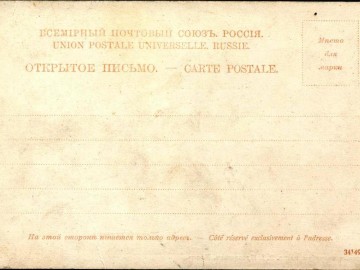 ВСЕМІРНЫЙ ПОЧТОВЫЙ СОЮЗЪ. РОССІЯ.
UNION POSTALE UNIVERSELLE. RUSSIE.
ОТКРЫТОЕ ПИСЬМО. — CARTE POSTALE.
Мѣсто
для
марки
На этой сторонѣ пишется только адресъ. — Côté réservé exclusivement à l'adresse.